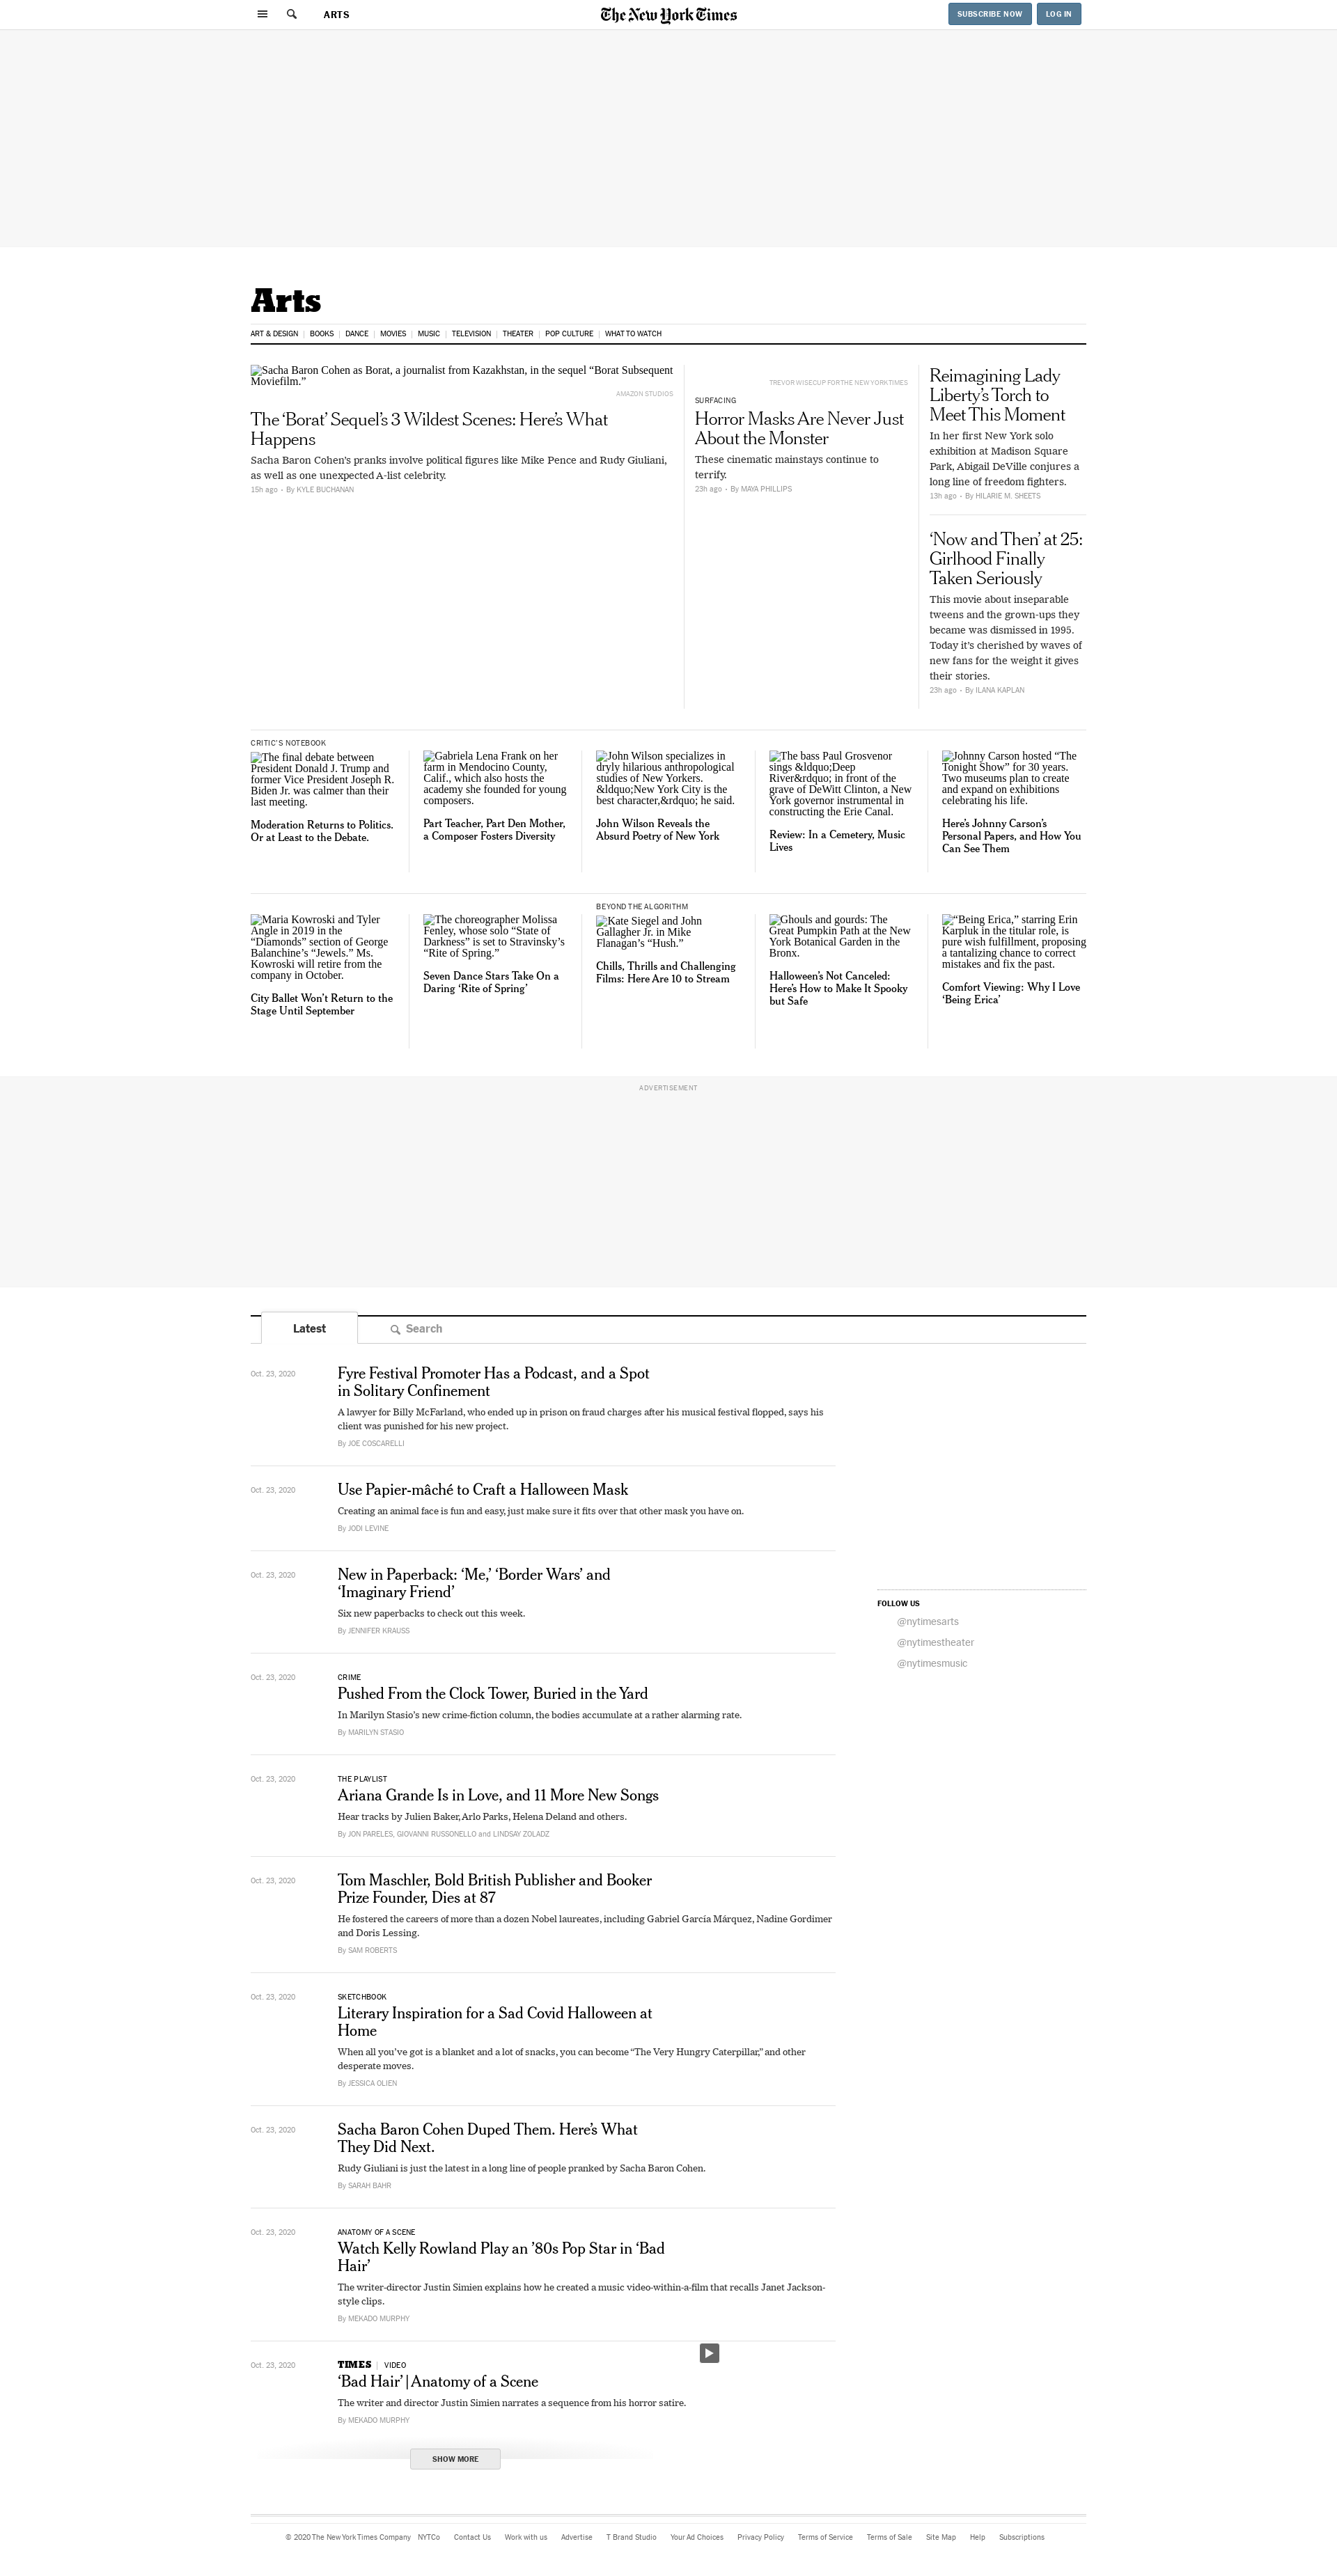 ARTS
The New York Times
SUBSCRIBE NOW
LOG IN
Arts
ART & DESIGN | BOOKS | DANCE | MOVIES | MUSIC | TELEVISION | THEATER | POP CULTURE | WHAT TO WATCH
Sacha Baron Cohen as Borat, a journalist from Kazakhstan, in the sequel “Borat Subsequent
Moviefilm.”
AMAZON STUDIOS
The ‘Borat’ Sequel’s 3 Wildest Scenes: Here’s What
Happens
Sacha Baron Cohen’s pranks involve political figures like Mike Pence and Rudy Giuliani,
as well as one unexpected A-list celebrity.
15h ago • By KYLE BUCHANAN
TREVOR WISECUP FOR THE NEW YORK TIMES
SURFACING
Horror Masks Are Never Just
About the Monster
These cinematic mainstays continue to
terrify.
23h ago • By MAYA PHILLIPS
Reimagining Lady
Liberty’s Torch to
Meet This Moment
In her first New York solo
exhibition at Madison Square
Park, Abigail DeVille conjures a
long line of freedom fighters.
13h ago • By HILARIE M. SHEETS
‘Now and Then’ at 25:
Girlhood Finally
Taken Seriously
This movie about inseparable
tweens and the grown-ups they
became was dismissed in 1995.
Today it’s cherished by waves of
new fans for the weight it gives
their stories.
23h ago • By ILANA KAPLAN
CRITIC’S NOTEBOOK
The final debate between
President Donald J. Trump and
former Vice President Joseph R.
Biden Jr. was calmer than their
last meeting.
Moderation Returns to Politics.
Or at Least to the Debate.
Gabriela Lena Frank on her
farm in Mendocino County,
Calif., which also hosts the
academy she founded for young
composers.
Part Teacher, Part Den Mother,
a Composer Fosters Diversity
John Wilson specializes in
dryly hilarious anthropological
studies of New Yorkers.
&ldquo;New York City is the
best character,&rdquo; he said.
John Wilson Reveals the
Absurd Poetry of New York
The bass Paul Grosvenor
sings &ldquo;Deep
River&rdquo; in front of the
grave of DeWitt Clinton, a New
York governor instrumental in
constructing the Erie Canal.
Review: In a Cemetery, Music
Lives
Johnny Carson hosted “The
Tonight Show” for 30 years.
Two museums plan to create
and expand on exhibitions
celebrating his life.
Here’s Johnny Carson’s
Personal Papers, and How You
Can See Them
Maria Kowroski and Tyler
Angle in 2019 in the
“Diamonds” section of George
Balanchine’s “Jewels.” Ms.
Kowroski will retire from the
company in October.
City Ballet Won’t Return to the
Stage Until September
The choreographer Molissa
Fenley, whose solo “State of
Darkness” is set to Stravinsky’s
“Rite of Spring.”
Seven Dance Stars Take On a
Daring ‘Rite of Spring’
BEYOND THE ALGORITHM
Kate Siegel and John
Gallagher Jr. in Mike
Flanagan’s “Hush.”
Chills, Thrills and Challenging
Films: Here Are 10 to Stream
Ghouls and gourds: The
Great Pumpkin Path at the New
York Botanical Garden in the
Bronx.
Halloween’s Not Canceled:
Here’s How to Make It Spooky
but Safe
“Being Erica,” starring Erin
Karpluk in the titular role, is
pure wish fulfillment, proposing
a tantalizing chance to correct
mistakes and fix the past.
Comfort Viewing: Why I Love
‘Being Erica’
ADVERTISEMENT
Latest
Search
Oct. 23, 2020
Fyre Festival Promoter Has a Podcast, and a Spot
in Solitary Confinement
A lawyer for Billy McFarland, who ended up in prison on fraud charges after his musical festival flopped, says his
client was punished for his new project.
By JOE COSCARELLI
Oct. 23, 2020
Use Papier-mâché to Craft a Halloween Mask
Creating an animal face is fun and easy, just make sure it fits over that other mask you have on.
By JODI LEVINE
Oct. 23, 2020
New in Paperback: ‘Me,’ ‘Border Wars’ and
‘Imaginary Friend’
Six new paperbacks to check out this week.
By JENNIFER KRAUSS
FOLLOW US
@nytimesarts
@nytimestheater
@nytimesmusic
Oct. 23, 2020
CRIME
Pushed From the Clock Tower, Buried in the Yard
In Marilyn Stasio’s new crime-fiction column, the bodies accumulate at a rather alarming rate.
By MARILYN STASIO
Oct. 23, 2020
THE PLAYLIST
Ariana Grande Is in Love, and 11 More New Songs
Hear tracks by Julien Baker, Arlo Parks, Helena Deland and others.
By JON PARELES, GIOVANNI RUSSONELLO and LINDSAY ZOLADZ
Oct. 23, 2020
Tom Maschler, Bold British Publisher and Booker
Prize Founder, Dies at 87
He fostered the careers of more than a dozen Nobel laureates, including Gabriel García Márquez, Nadine Gordimer
and Doris Lessing.
By SAM ROBERTS
Oct. 23, 2020
SKETCHBOOK
Literary Inspiration for a Sad Covid Halloween at
Home
When all you’ve got is a blanket and a lot of snacks, you can become “The Very Hungry Caterpillar,” and other
desperate moves.
By JESSICA OLIEN
Oct. 23, 2020
Sacha Baron Cohen Duped Them. Here’s What
They Did Next.
Rudy Giuliani is just the latest in a long line of people pranked by Sacha Baron Cohen.
By SARAH BAHR
Oct. 23, 2020
ANATOMY OF A SCENE
Watch Kelly Rowland Play an ’80s Pop Star in ‘Bad
Hair’
The writer-director Justin Simien explains how he created a music video-within-a-film that recalls Janet Jackson-
style clips.
By MEKADO MURPHY
Oct. 23, 2020
TIMES | VIDEO
‘Bad Hair’ | Anatomy of a Scene
The writer and director Justin Simien narrates a sequence from his horror satire.
By MEKADO MURPHY
SHOW MORE
© 2020 The New York Times Company NYTCo Contact Us Work with us Advertise T Brand Studio Your Ad Choices Privacy Policy Terms of Service Terms of Sale Site Map Help Subscriptions